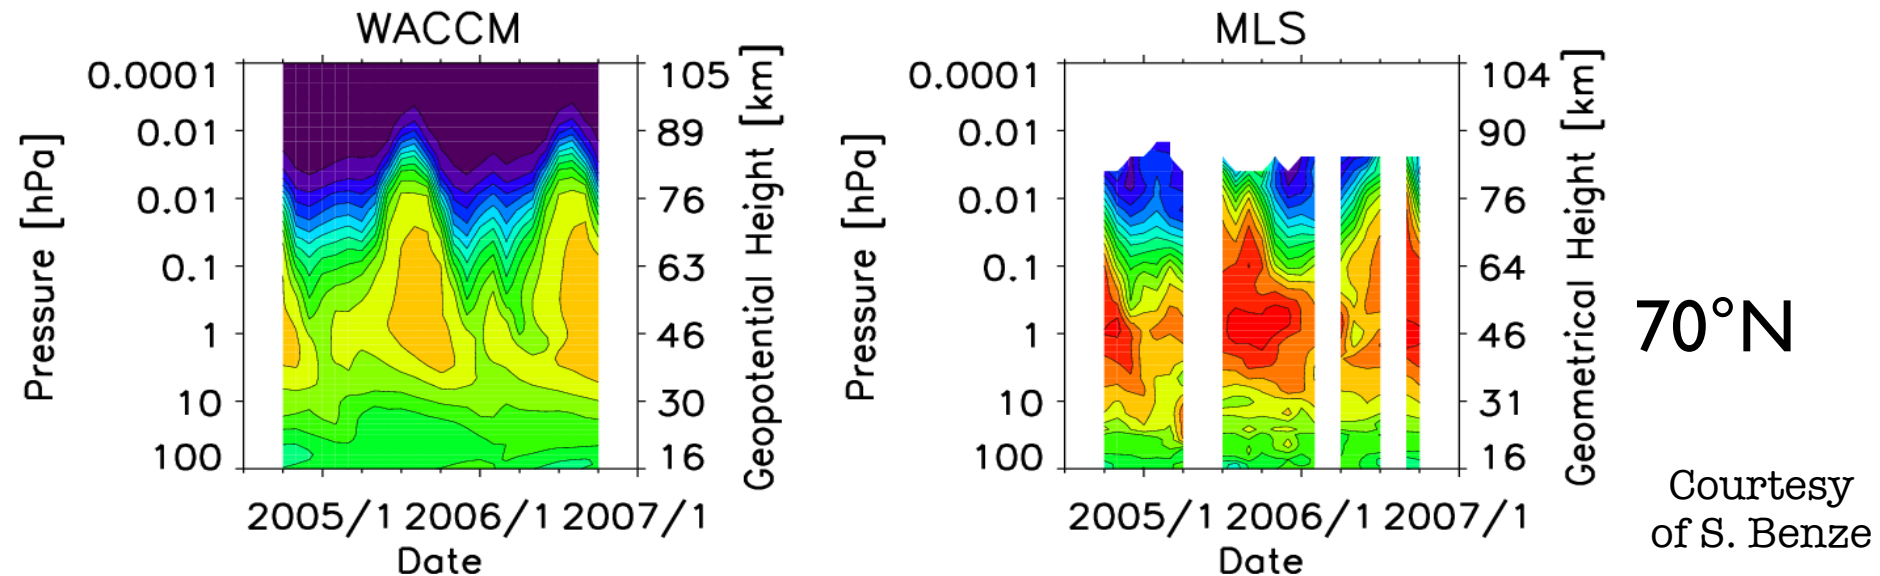 WACCM
0.0001
0.01
0.01
0.1
1
10
100
Pressure [hPa]
105
89
76
63
46
30
16
Geopotential Height [km]
2005/1 2006/1 2007/1
Date
MLS
0.0001
0.01
0.01
0.1
1
10
100
Pressure [hPa]
104
90
76
64
46
31
16
Geometrical Height [km]
2005/1 2006/1 2007/1
Date
70°N
Courtesy
of S. Benze